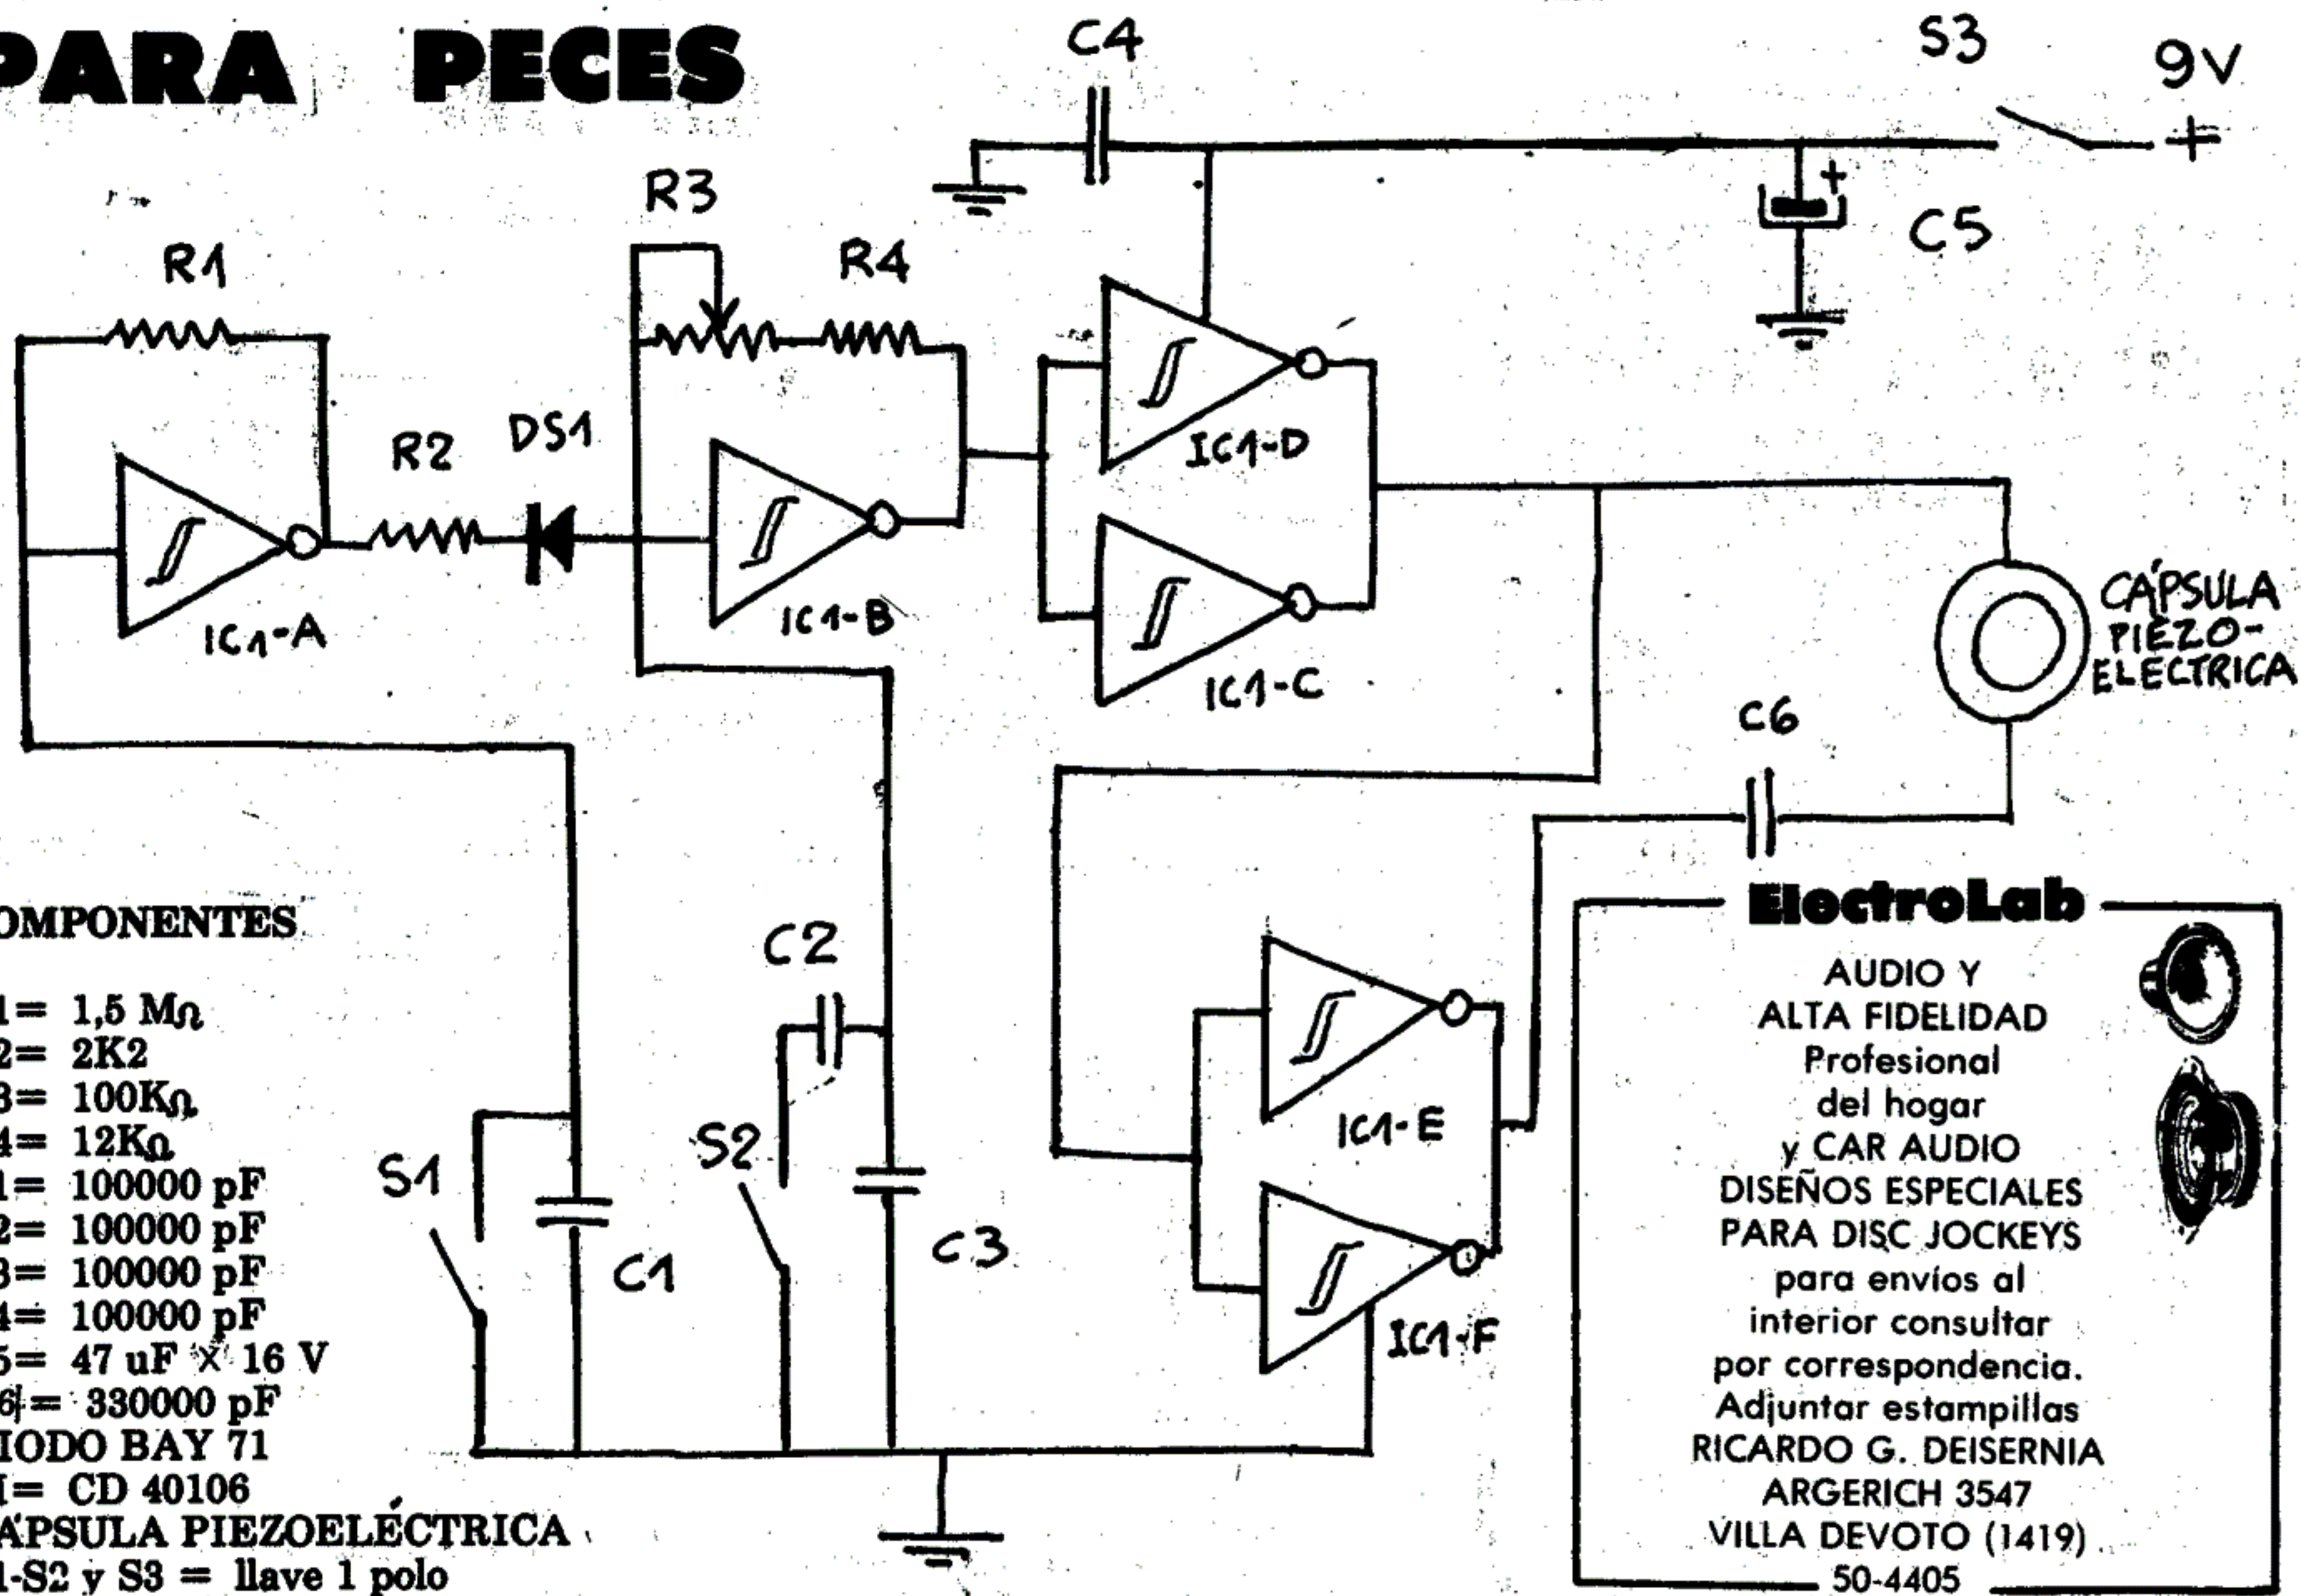 PARA PECES
C4
S3
9V
+
R3
R1
R4
+
C5
R2
DS1
IC1-D
IC1-A
IC1-B
IC1-C
CÁPSULA
PIEZO-
ELECTRICA
C6
C2
S1
S2
C1
C3
IC1-E
IC1-F
OMPONENTES
1= 1,5 MΩ
2= 2K2
3= 100KΩ
4= 12KΩ
1= 100000 pF
2= 100000 pF
3= 100000 pF
4= 100000 pF
5= 47 uF x 16 V
6= 330000 pF
IODO BAY 71
I= CD 40106
ÁPSULA PIEZOELÉCTRICA
1-S2 y S3 = llave 1 polo
ElectroLab
AUDIO Y
ALTA FIDELIDAD
Profesional
del hogar
y CAR AUDIO
DISEÑOS ESPECIALES
PARA DISC JOCKEYS
para envíos al
interior consultar
por correspondencia.
Adjuntar estampillas
RICARDO G. DEISERNIA
ARGERICH 3547
VILLA DEVOTO (1419)
50-4405